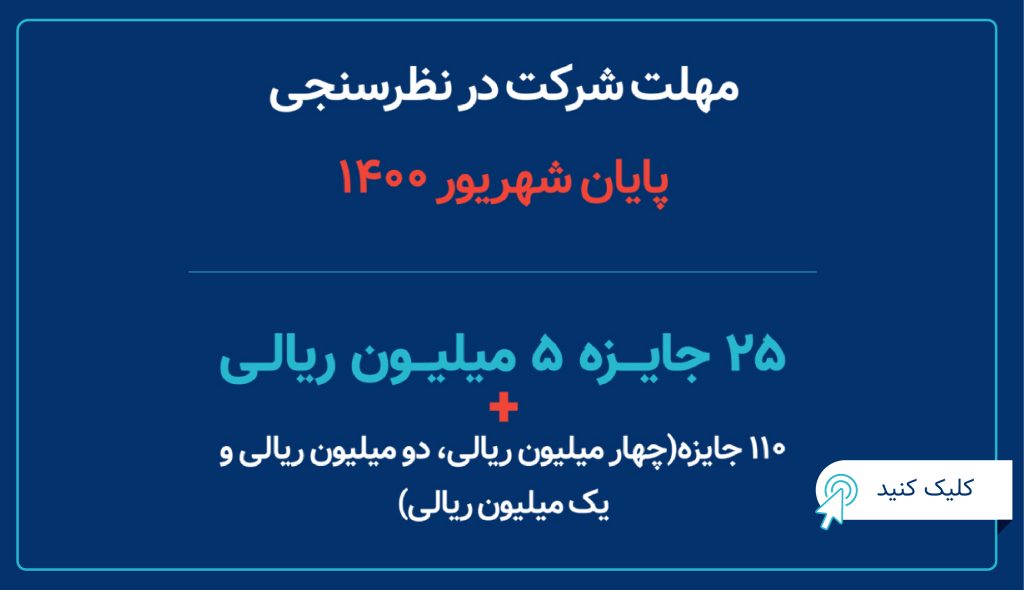 مهلت شرکت در نظرسنجی
پایان شهریور ۱۴۰۰
۲۵ جایـزه ۵ میلیـون ریالـی
+
۱۱۰ جایزه(چهار میلیون ریالی، دو میلیون ریالی و
یک میلیون ریالی)
کلیک کنید